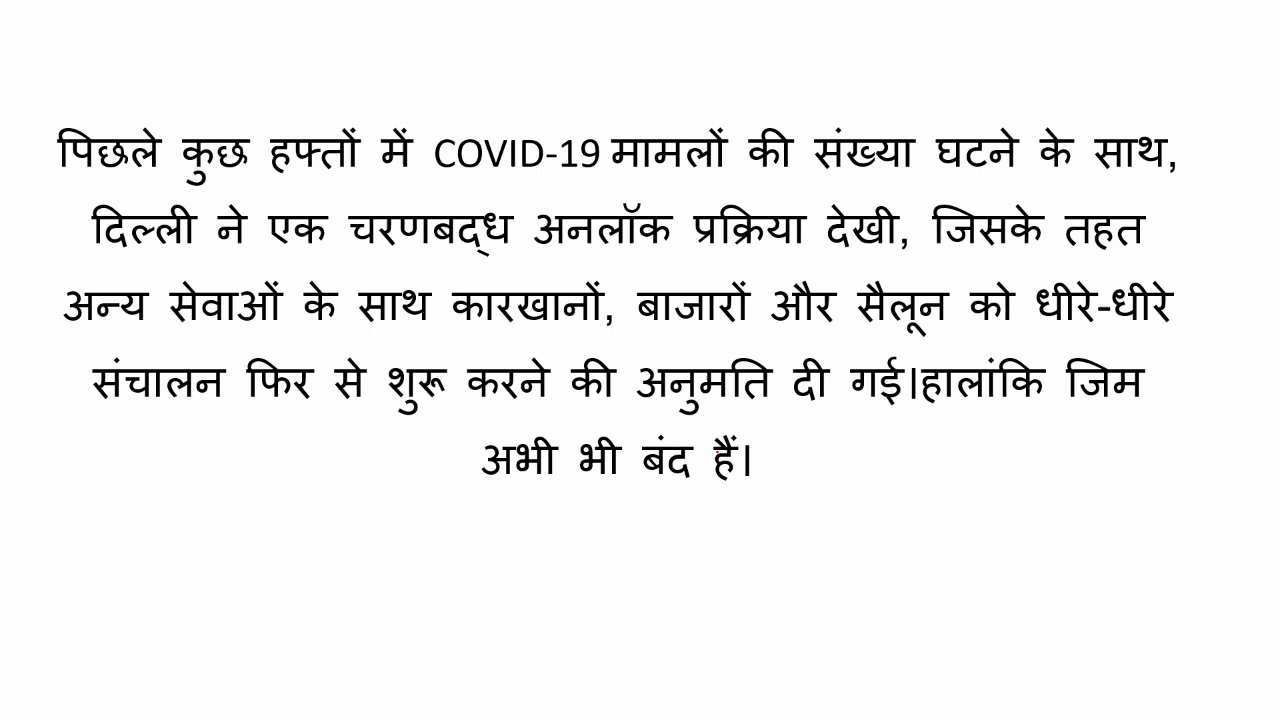 पिछले कुछ हफ्तों में COVID-19 मामलों की संख्या घटने के साथ,
दिल्ली ने एक चरणबद्ध अनलॉक प्रक्रिया देखी, जिसके तहत
अन्य सेवाओं के साथ कारखानों, बाजारों और सैलून को धीरे-धीरे
संचालन फिर से शुरू करने की अनुमति दी गई।हालांकि जिम
अभी भी बंद हैं।